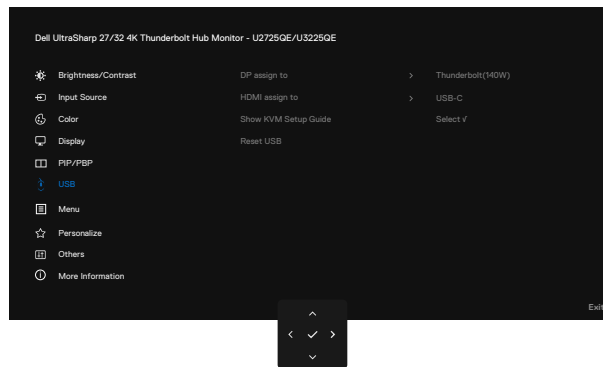 Dell UltraSharp 27/32 4K Thunderbolt Hub Monitor - U2725QE/U3225QE
Brightness/Contrast DP assign to > Thunderbolt(140W)
Input Source HDMI assign to > USB-C
Color Show KVM Setup Guide Select √
Display Reset USB
PIP/PBP
USB
Menu
Personalize
Others
More Information
Exit